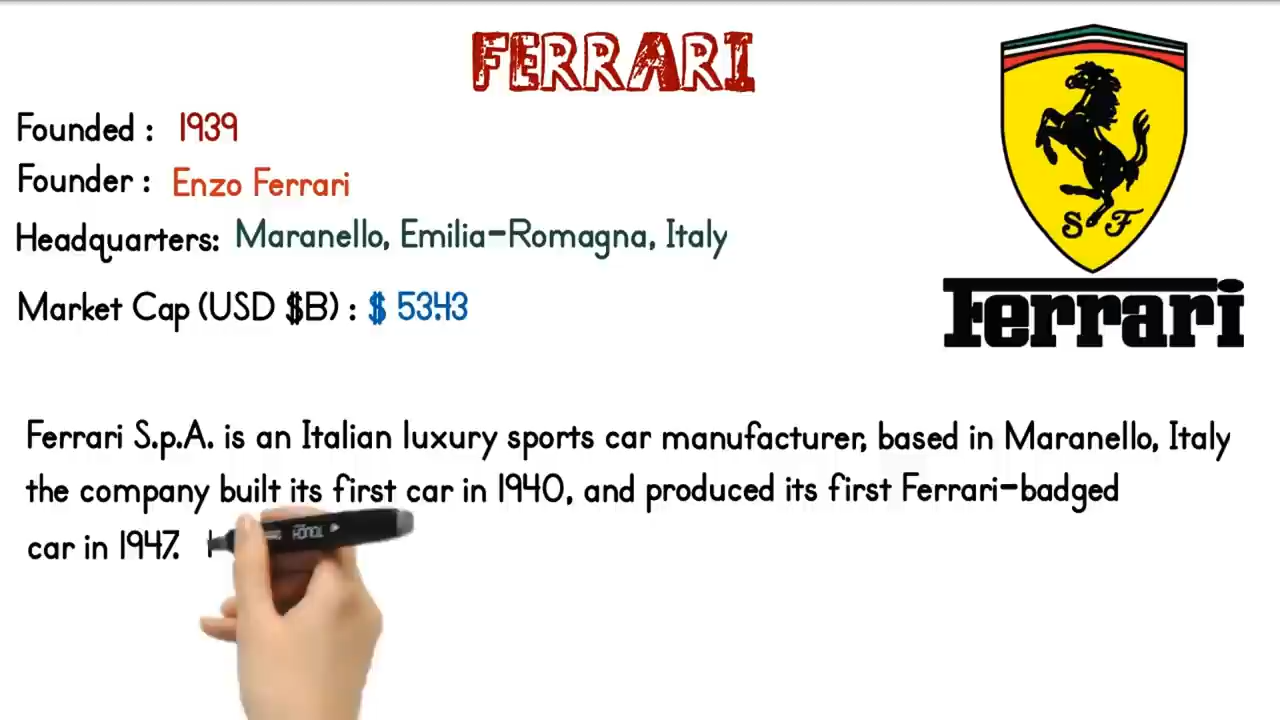 FERRARI
Founded : 1939
Founder : Enzo Ferrari
Headquarters: Maranello, Emilia-Romagna, Italy
Market Cap (USD $B) : $ 53.43
S F
Ferrari
Ferrari S.p.A. is an Italian luxury sports car manufacturer, based in Maranello, Italy
the company built its first car in 1940, and produced its first Ferrari-badged
car in 1947.
TOUCH